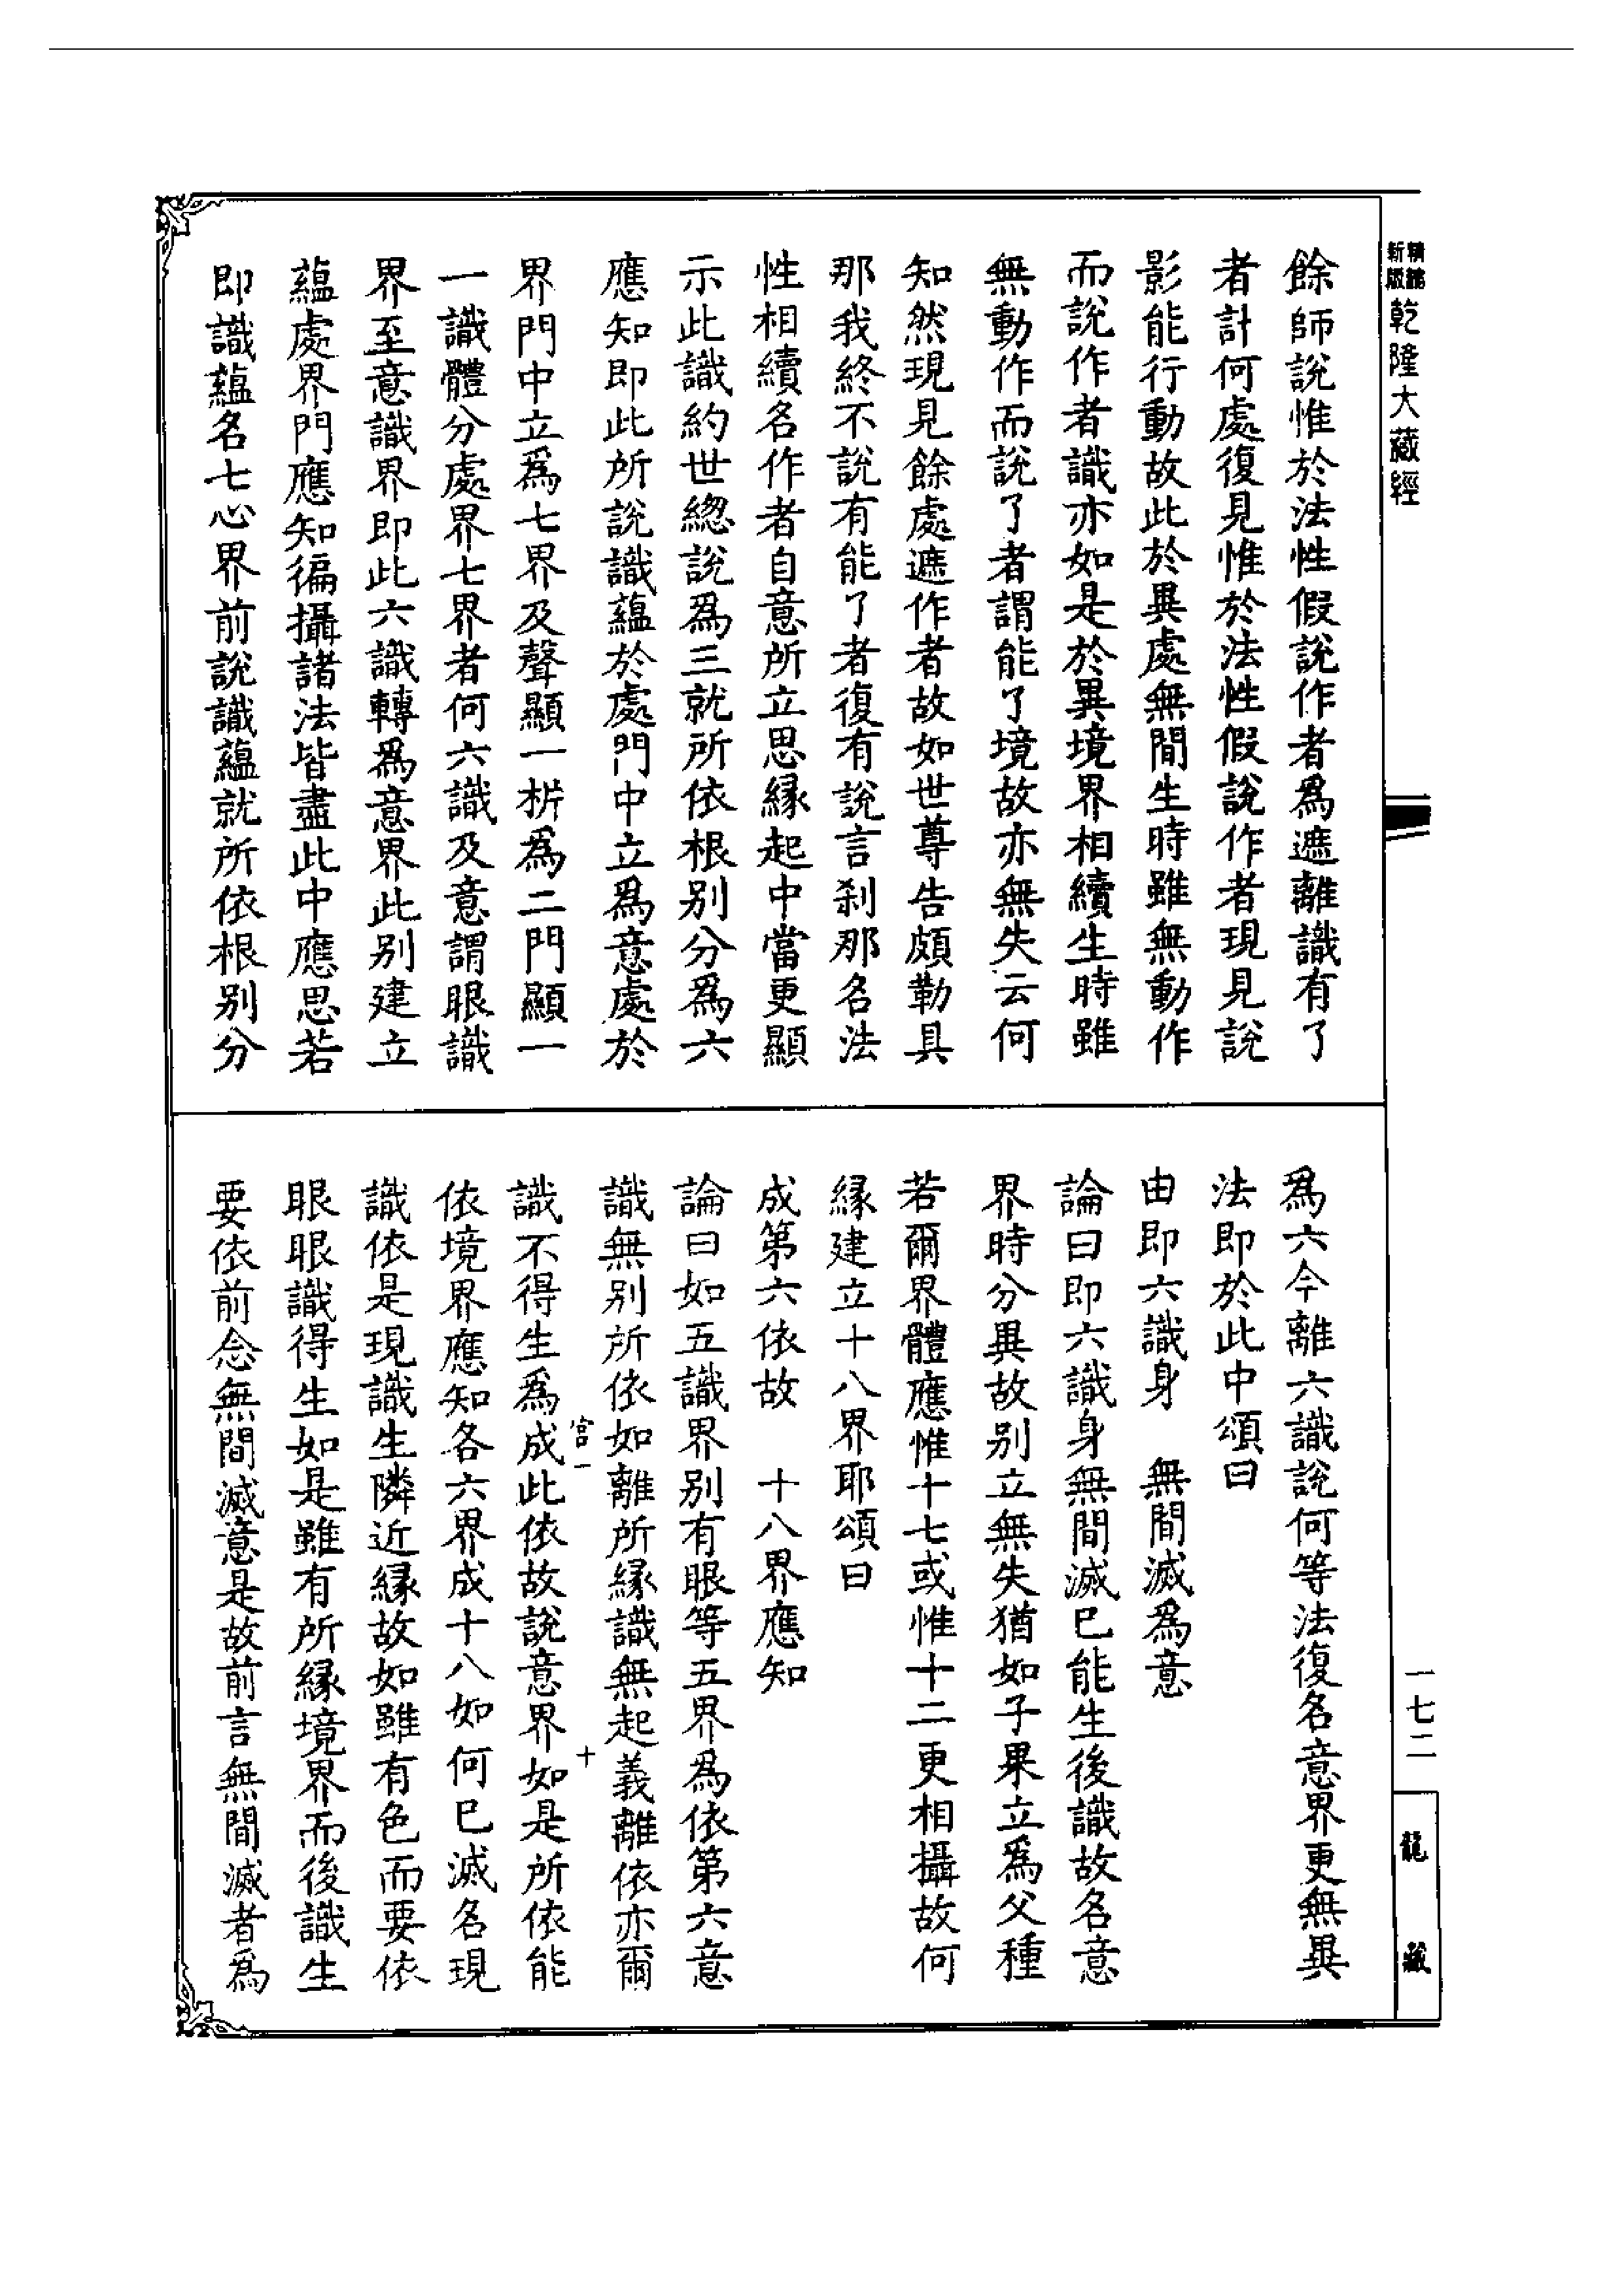 精編
新版
乾隆大藏經
餘師說惟於法性假說作者為遮離識有了
者計何處復見惟於法性假說作者現見說
影能行動故此於異處無間生時雖無動作
而說作者識亦如是於異境界相續生時雖
無動作而說了者謂能了境故亦無失云何
知然現見餘處遮作者故如世尊告頗勒具
那我終不說有能了者復有說言剎那名法
性相續名作者自意所立思縁起中當更顯
示此識約世緫說為三就所依根別分為六
應知即此所說識蘊於處門中立為意處於
界門中立為七界及聲顯一析為二門顯一
一識體分處界七界者何六識及意謂眼識
界至意識界即此六識轉為意界此別建立
蘊處界門應知徧攝諸法皆盡此中應思若
即識蘊名七心界前說識蘊就所依根別分
為六今離六識說何等法復名意界更無異
法即於此中頌曰
由即六識身　無間滅為意
論曰即六識身無間滅已能生後識故名意
界時分異故別立無失猶如子果立為父種
若爾界體應惟十七或惟十二更相攝故何
縁建立十八界耶頌曰
成第六依故　十八界應知
論曰如五識界別有眼等五界為依第六意
識無別所依如離所縁識無起義離依亦爾
宮一
十
識不得生為成此依故說意界如是所依能
依境界應知各六界成十八如何已滅名現
識依是現識生隣近縁故如雖有色而要依
眼眼識得生如是雖有所縁境界而後識生
要依前念無間滅意是故前言無間滅者為
一七二
龍藏